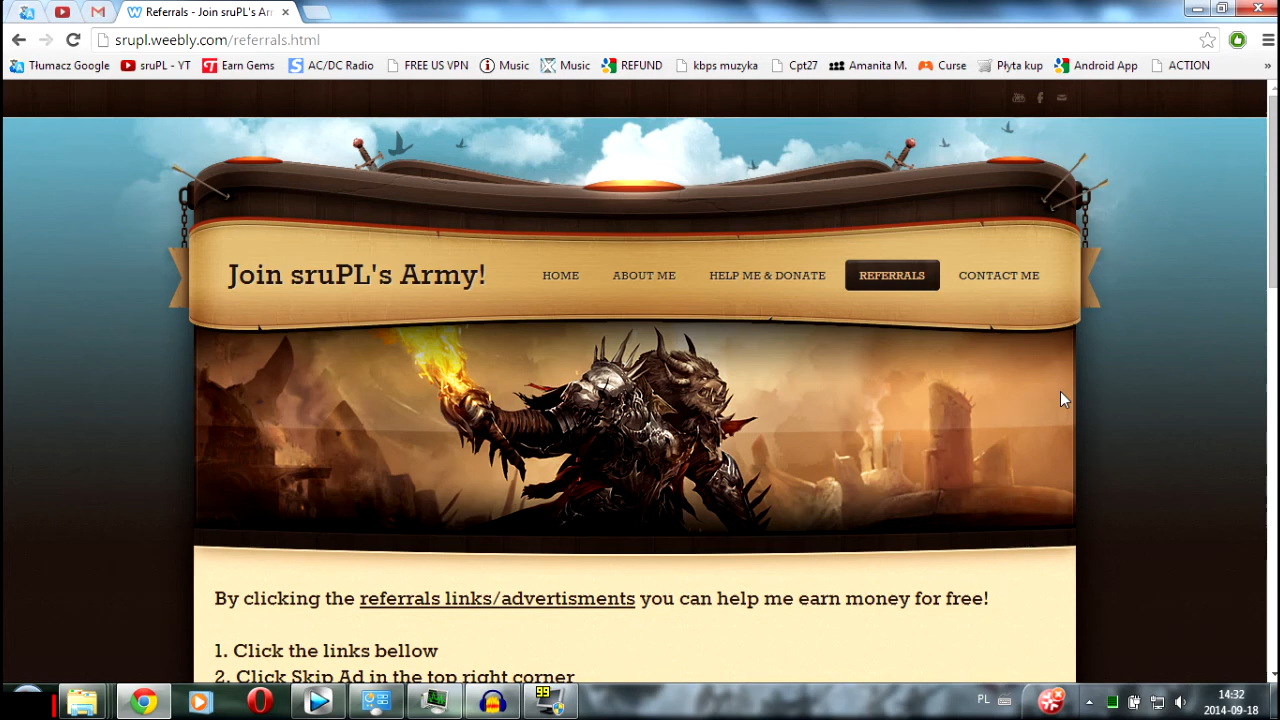 Referrals - Join sruPL's Ar
srupl.weebly.com/referrals.html
Tłumacz Google
sruPL - YT
Earn Gems
AC/DC Radio
FREE US VPN
Music
Music
REFUND
kbps muzyka
Cpt27
Amanita M.
Curse
Płyta kup
Android App
ACTION
»
Join sruPL's Army!
HOME
ABOUT ME
HELP ME & DONATE
REFERRALS
CONTACT ME
By clicking the referrals links/advertisments you can help me earn money for free!
1. Click the links bellow
2. Click Skip Ad in the top right corner
99
PL
14:32
2014-09-18